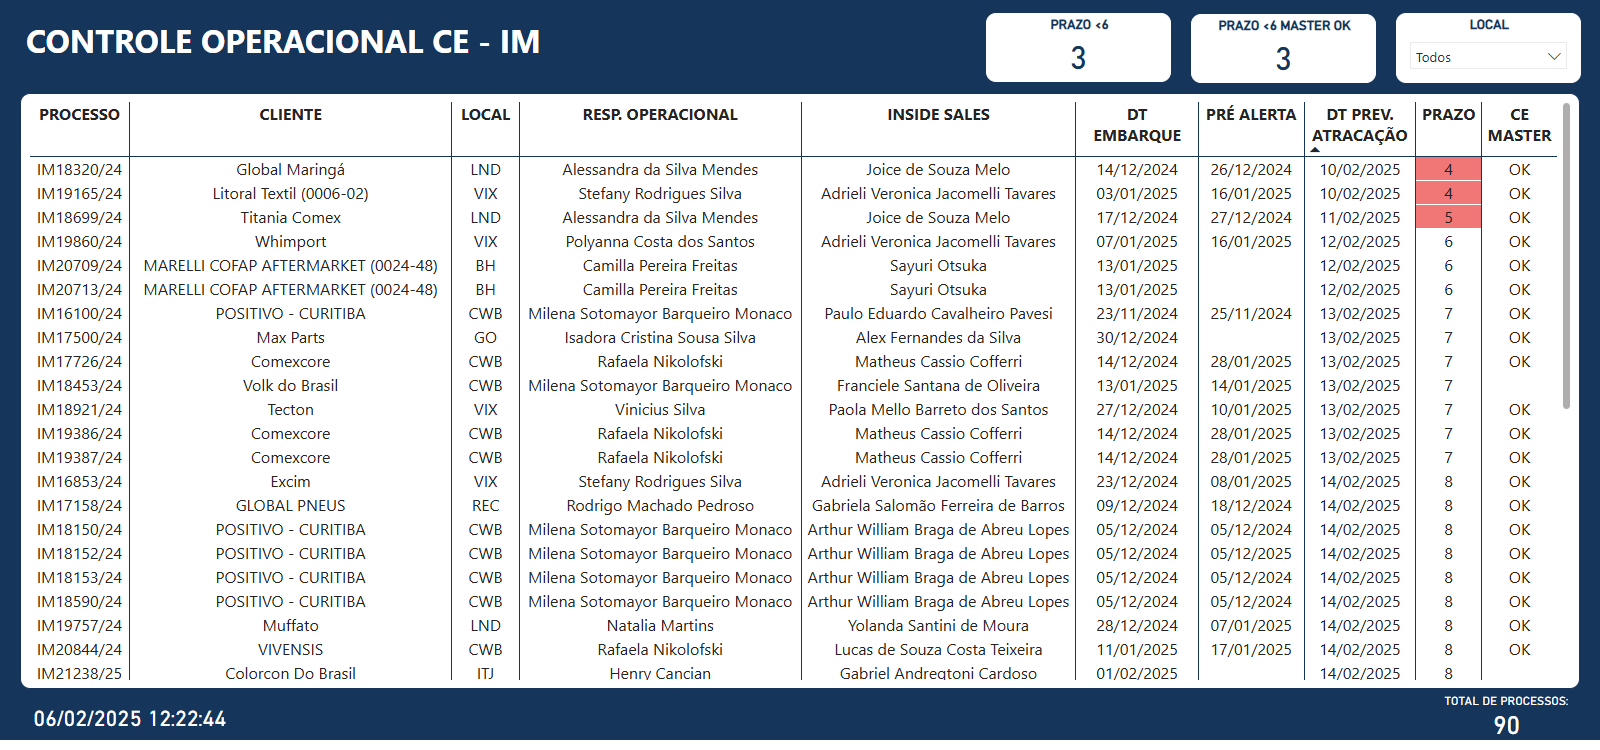 CONTROLE OPERACIONAL CE - IM
PRAZO <6
3
PRAZO <6 MASTER OK
3
LOCAL
Todos
PROCESSO CLIENTE LOCAL RESP. OPERACIONAL INSIDE SALES DT EMBARQUE PRÉ ALERTA DT PREV. ATRACAÇÃO PRAZO CE MASTER
IM18320/24 Global Maringá LND Alessandra da Silva Mendes Joice de Souza Melo 14/12/2024 26/12/2024 10/02/2025 4 OK
IM19165/24 Litoral Textil (0006-02) VIX Stefany Rodrigues Silva Adrieli Veronica Jacomelli Tavares 03/01/2025 16/01/2025 10/02/2025 4 OK
IM18699/24 Titania Comex LND Alessandra da Silva Mendes Joice de Souza Melo 17/12/2024 27/12/2024 11/02/2025 5 OK
IM19860/24 Whimport VIX Polyanna Costa dos Santos Adrieli Veronica Jacomelli Tavares 07/01/2025 16/01/2025 12/02/2025 6 OK
IM20709/24 MARELLI COFAP AFTERMARKET (0024-48) BH Camilla Pereira Freitas Sayuri Otsuka 13/01/2025 12/02/2025 6 OK
IM20713/24 MARELLI COFAP AFTERMARKET (0024-48) BH Camilla Pereira Freitas Sayuri Otsuka 13/01/2025 12/02/2025 6 OK
IM16100/24 POSITIVO - CURITIBA CWB Milena Sotomayor Barqueiro Monaco Paulo Eduardo Cavalheiro Pavesi 23/11/2024 25/11/2024 13/02/2025 7 OK
IM17500/24 Max Parts GO Isadora Cristina Sousa Silva Alex Fernandes da Silva 30/12/2024 13/02/2025 7 OK
IM17726/24 Comexcore CWB Rafaela Nikolofski Matheus Cassio Cofferri 14/12/2024 28/01/2025 13/02/2025 7 OK
IM18453/24 Volk do Brasil CWB Milena Sotomayor Barqueiro Monaco Franciele Santana de Oliveira 13/01/2025 14/01/2025 13/02/2025 7
IM18921/24 Tecton VIX Vinicius Silva Paola Mello Barreto dos Santos 27/12/2024 10/01/2025 13/02/2025 7 OK
IM19386/24 Comexcore CWB Rafaela Nikolofski Matheus Cassio Cofferri 14/12/2024 28/01/2025 13/02/2025 7 OK
IM19387/24 Comexcore CWB Rafaela Nikolofski Matheus Cassio Cofferri 14/12/2024 28/01/2025 13/02/2025 7 OK
IM16853/24 Excim VIX Stefany Rodrigues Silva Adrieli Veronica Jacomelli Tavares 23/12/2024 08/01/2025 14/02/2025 8 OK
IM17158/24 GLOBAL PNEUS REC Rodrigo Machado Pedroso Gabriela Salomão Ferreira de Barros 09/12/2024 18/12/2024 14/02/2025 8 OK
IM18150/24 POSITIVO - CURITIBA CWB Milena Sotomayor Barqueiro Monaco Arthur William Braga de Abreu Lopes 05/12/2024 05/12/2024 14/02/2025 8 OK
IM18152/24 POSITIVO - CURITIBA CWB Milena Sotomayor Barqueiro Monaco Arthur William Braga de Abreu Lopes 05/12/2024 05/12/2024 14/02/2025 8 OK
IM18153/24 POSITIVO - CURITIBA CWB Milena Sotomayor Barqueiro Monaco Arthur William Braga de Abreu Lopes 05/12/2024 05/12/2024 14/02/2025 8 OK
IM18590/24 POSITIVO - CURITIBA CWB Milena Sotomayor Barqueiro Monaco Arthur William Braga de Abreu Lopes 05/12/2024 05/12/2024 14/02/2025 8 OK
IM19757/24 Muffato LND Natalia Martins Yolanda Santini de Moura 28/12/2024 07/01/2025 14/02/2025 8 OK
IM20844/24 VIVENSIS CWB Rafaela Nikolofski Lucas de Souza Costa Teixeira 11/01/2025 17/01/2025 14/02/2025 8 OK
IM21238/25 Colorcon Do Brasil ITJ Henry Cancian Gabriel Andregtoni Cardoso 01/02/2025 14/02/2025 8
06/02/2025 12:22:44
TOTAL DE PROCESSOS:
90